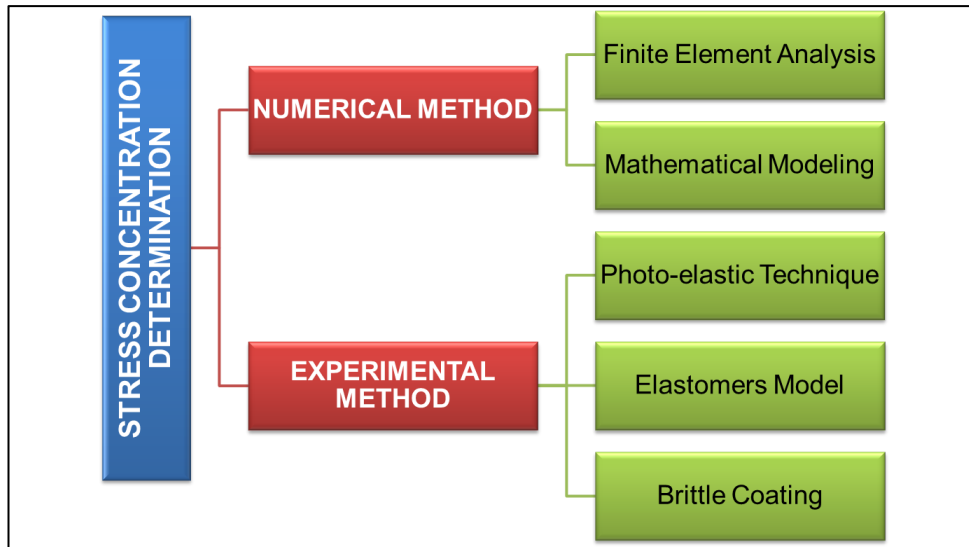 STRESS CONCENTRATION
DETERMINATION
NUMERICAL METHOD
Finite Element Analysis
Mathematical Modeling
EXPERIMENTAL
METHOD
Photo-elastic Technique
Elastomers Model
Brittle Coating